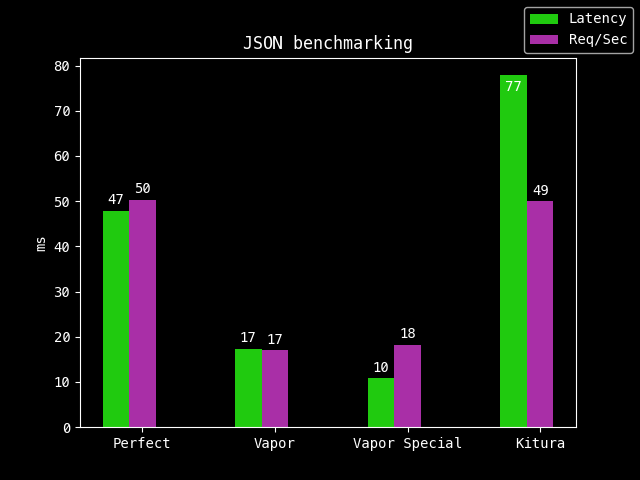 Latency
Req/Sec
JSON benchmarking
80
70
60
50
40
30
20
10
0
ms
47
50
17
17
10
18
77
49
Perfect
Vapor
Vapor Special
Kitura